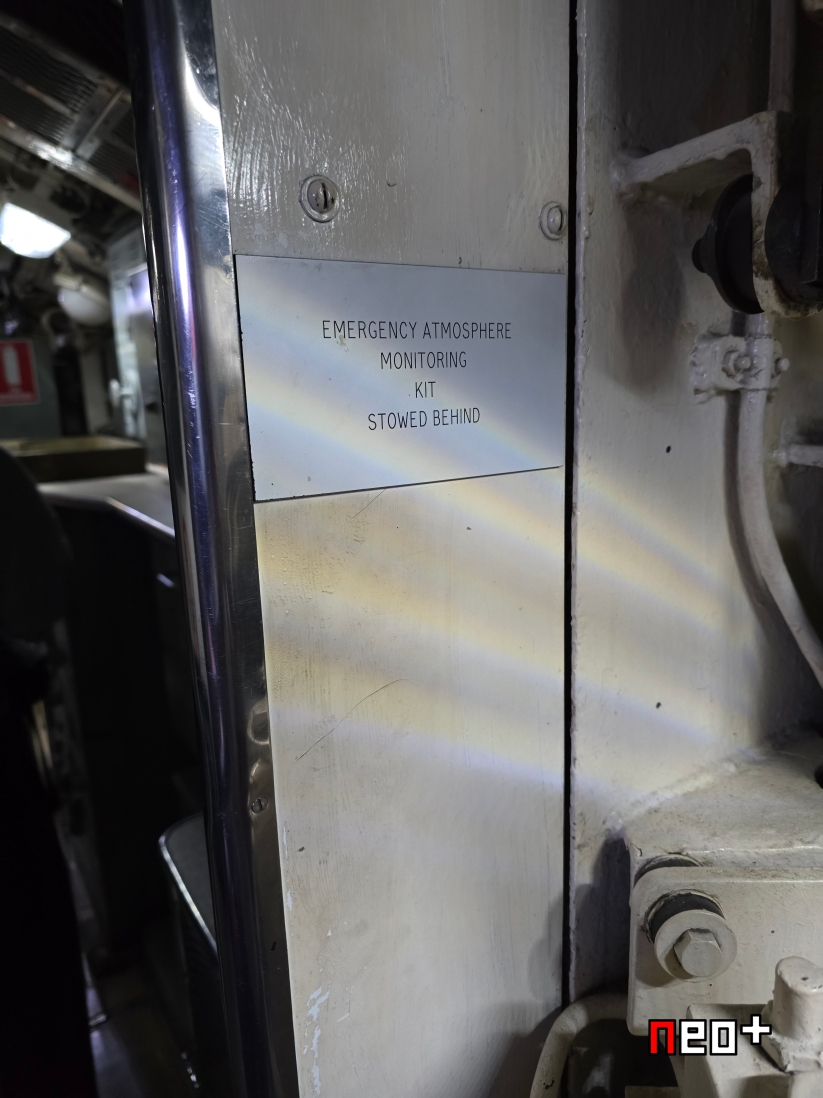 EMERGENCY ATMOSPHERE
MONITORING
KIT
STOWED BEHIND
neo+